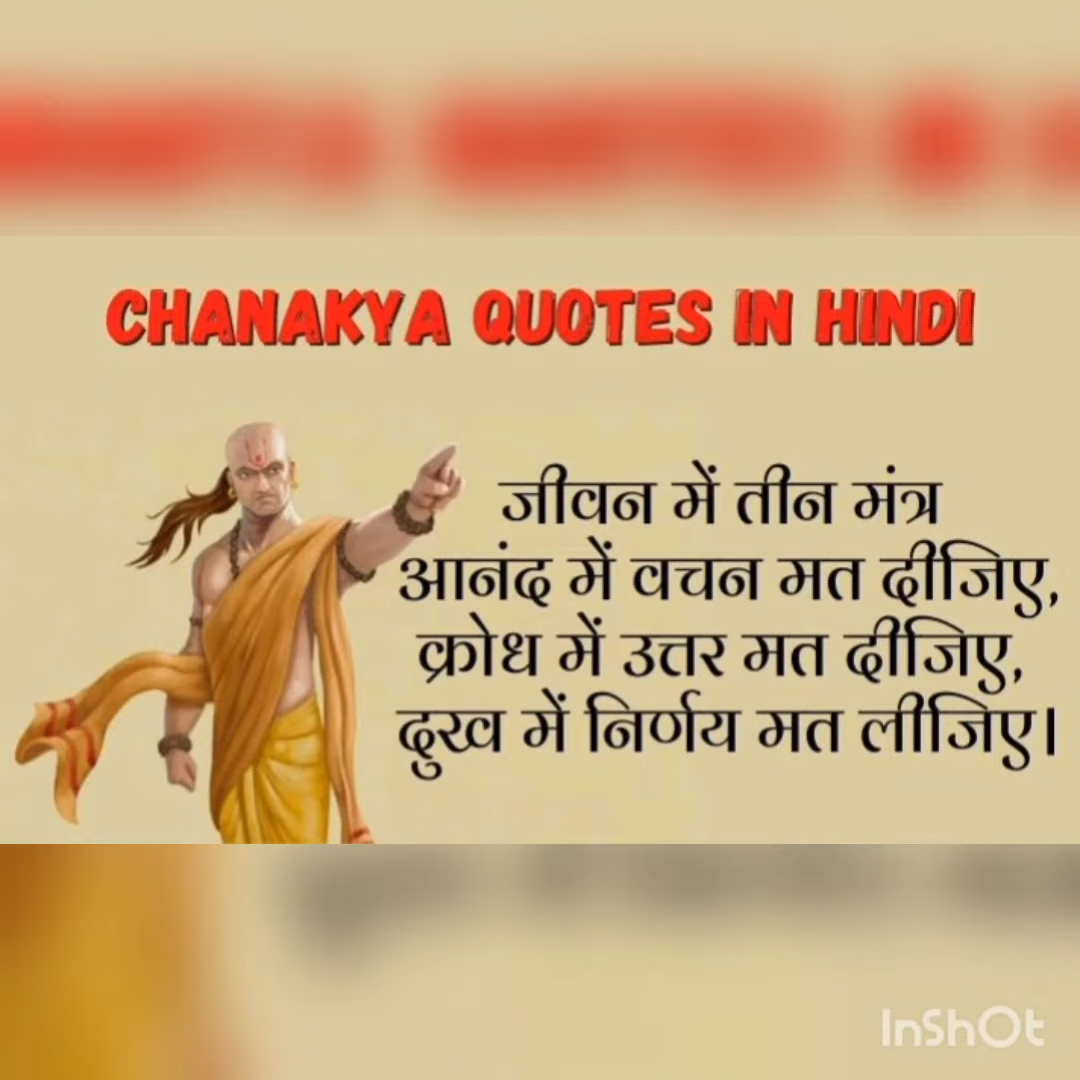 CHANAKYA QUOTES IN HINDI
जीवन में तीन मंत्र
आनंद में वचन मत दीजिए,
क्रोध में उत्तर मत दीजिए,
दुख में निर्णय मत लीजिए।
InShOt